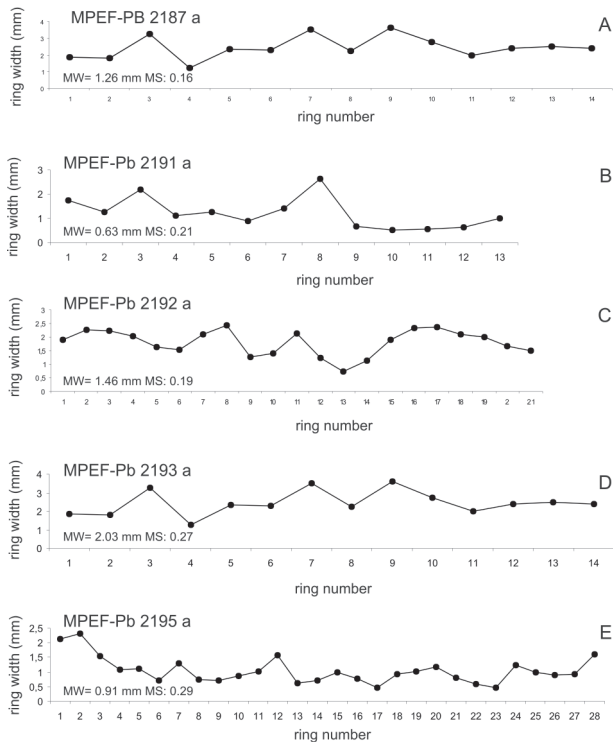 MPEF-PB 2187 a
A
ring width (mm)
5
4
3
2
1
0
MW= 1.26 mm MS: 0.16
1 2 3 4 5 6 7 8 9 10 11 12 13 14
ring number
MPEF-Pb 2191 a
B
ring width (mm)
3
2
1
0
MW= 0.63 mm MS: 0.21
1 2 3 4 5 6 7 8 9 10 11 12 13
ring number
MPEF-Pb 2192 a
C
ring width (mm)
3
2,5
2
1,5
1
0,5
0
MW= 1.46 mm MS: 0.19
1 2 3 4 5 6 7 8 9 10 11 12 13 14 15 16 17 18 19 2 21
ring number
MPEF-Pb 2193 a
D
ring width (mm)
4
3
2
1
0
MW= 2.03 mm MS: 0.27
1 2 3 4 5 6 7 8 9 10 11 12 13 14
ring number
MPEF-Pb 2195 a
E
ring width (mm)
2,5
2
1,5
1
0,5
0
MW= 0.91 mm MS: 0.29
1 2 3 4 5 6 7 8 9 10 11 12 13 14 15 16 17 18 19 20 21 22 23 24 25 26 27 28
ring number